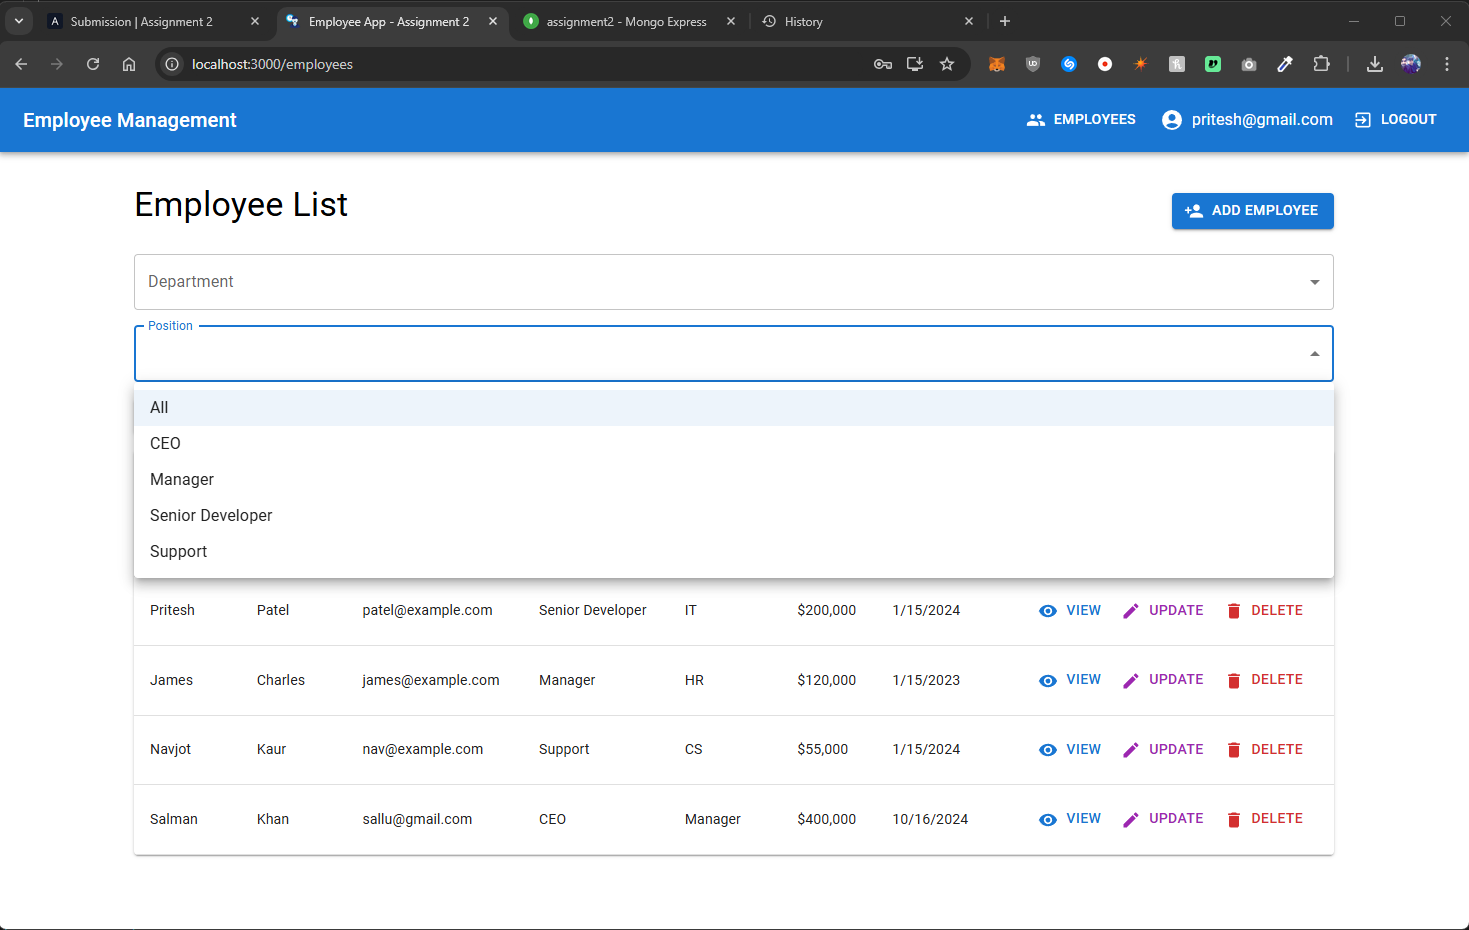 Submission | Assignment 2
Employee App - Assignment 2
assignment2 - Mongo Express
History
localhost:3000/employees
Employee Management
EMPLOYEES
pritesh@gmail.com
LOGOUT
Employee List
ADD EMPLOYEE
Department
Position
All
CEO
Manager
Senior Developer
Support
Pritesh Patel patel@example.com Senior Developer IT $200,000 1/15/2024 VIEW UPDATE DELETE
James Charles james@example.com Manager HR $120,000 1/15/2023 VIEW UPDATE DELETE
Navjot Kaur nav@example.com Support CS $55,000 1/15/2024 VIEW UPDATE DELETE
Salman Khan sallu@gmail.com CEO Manager $400,000 10/16/2024 VIEW UPDATE DELETE